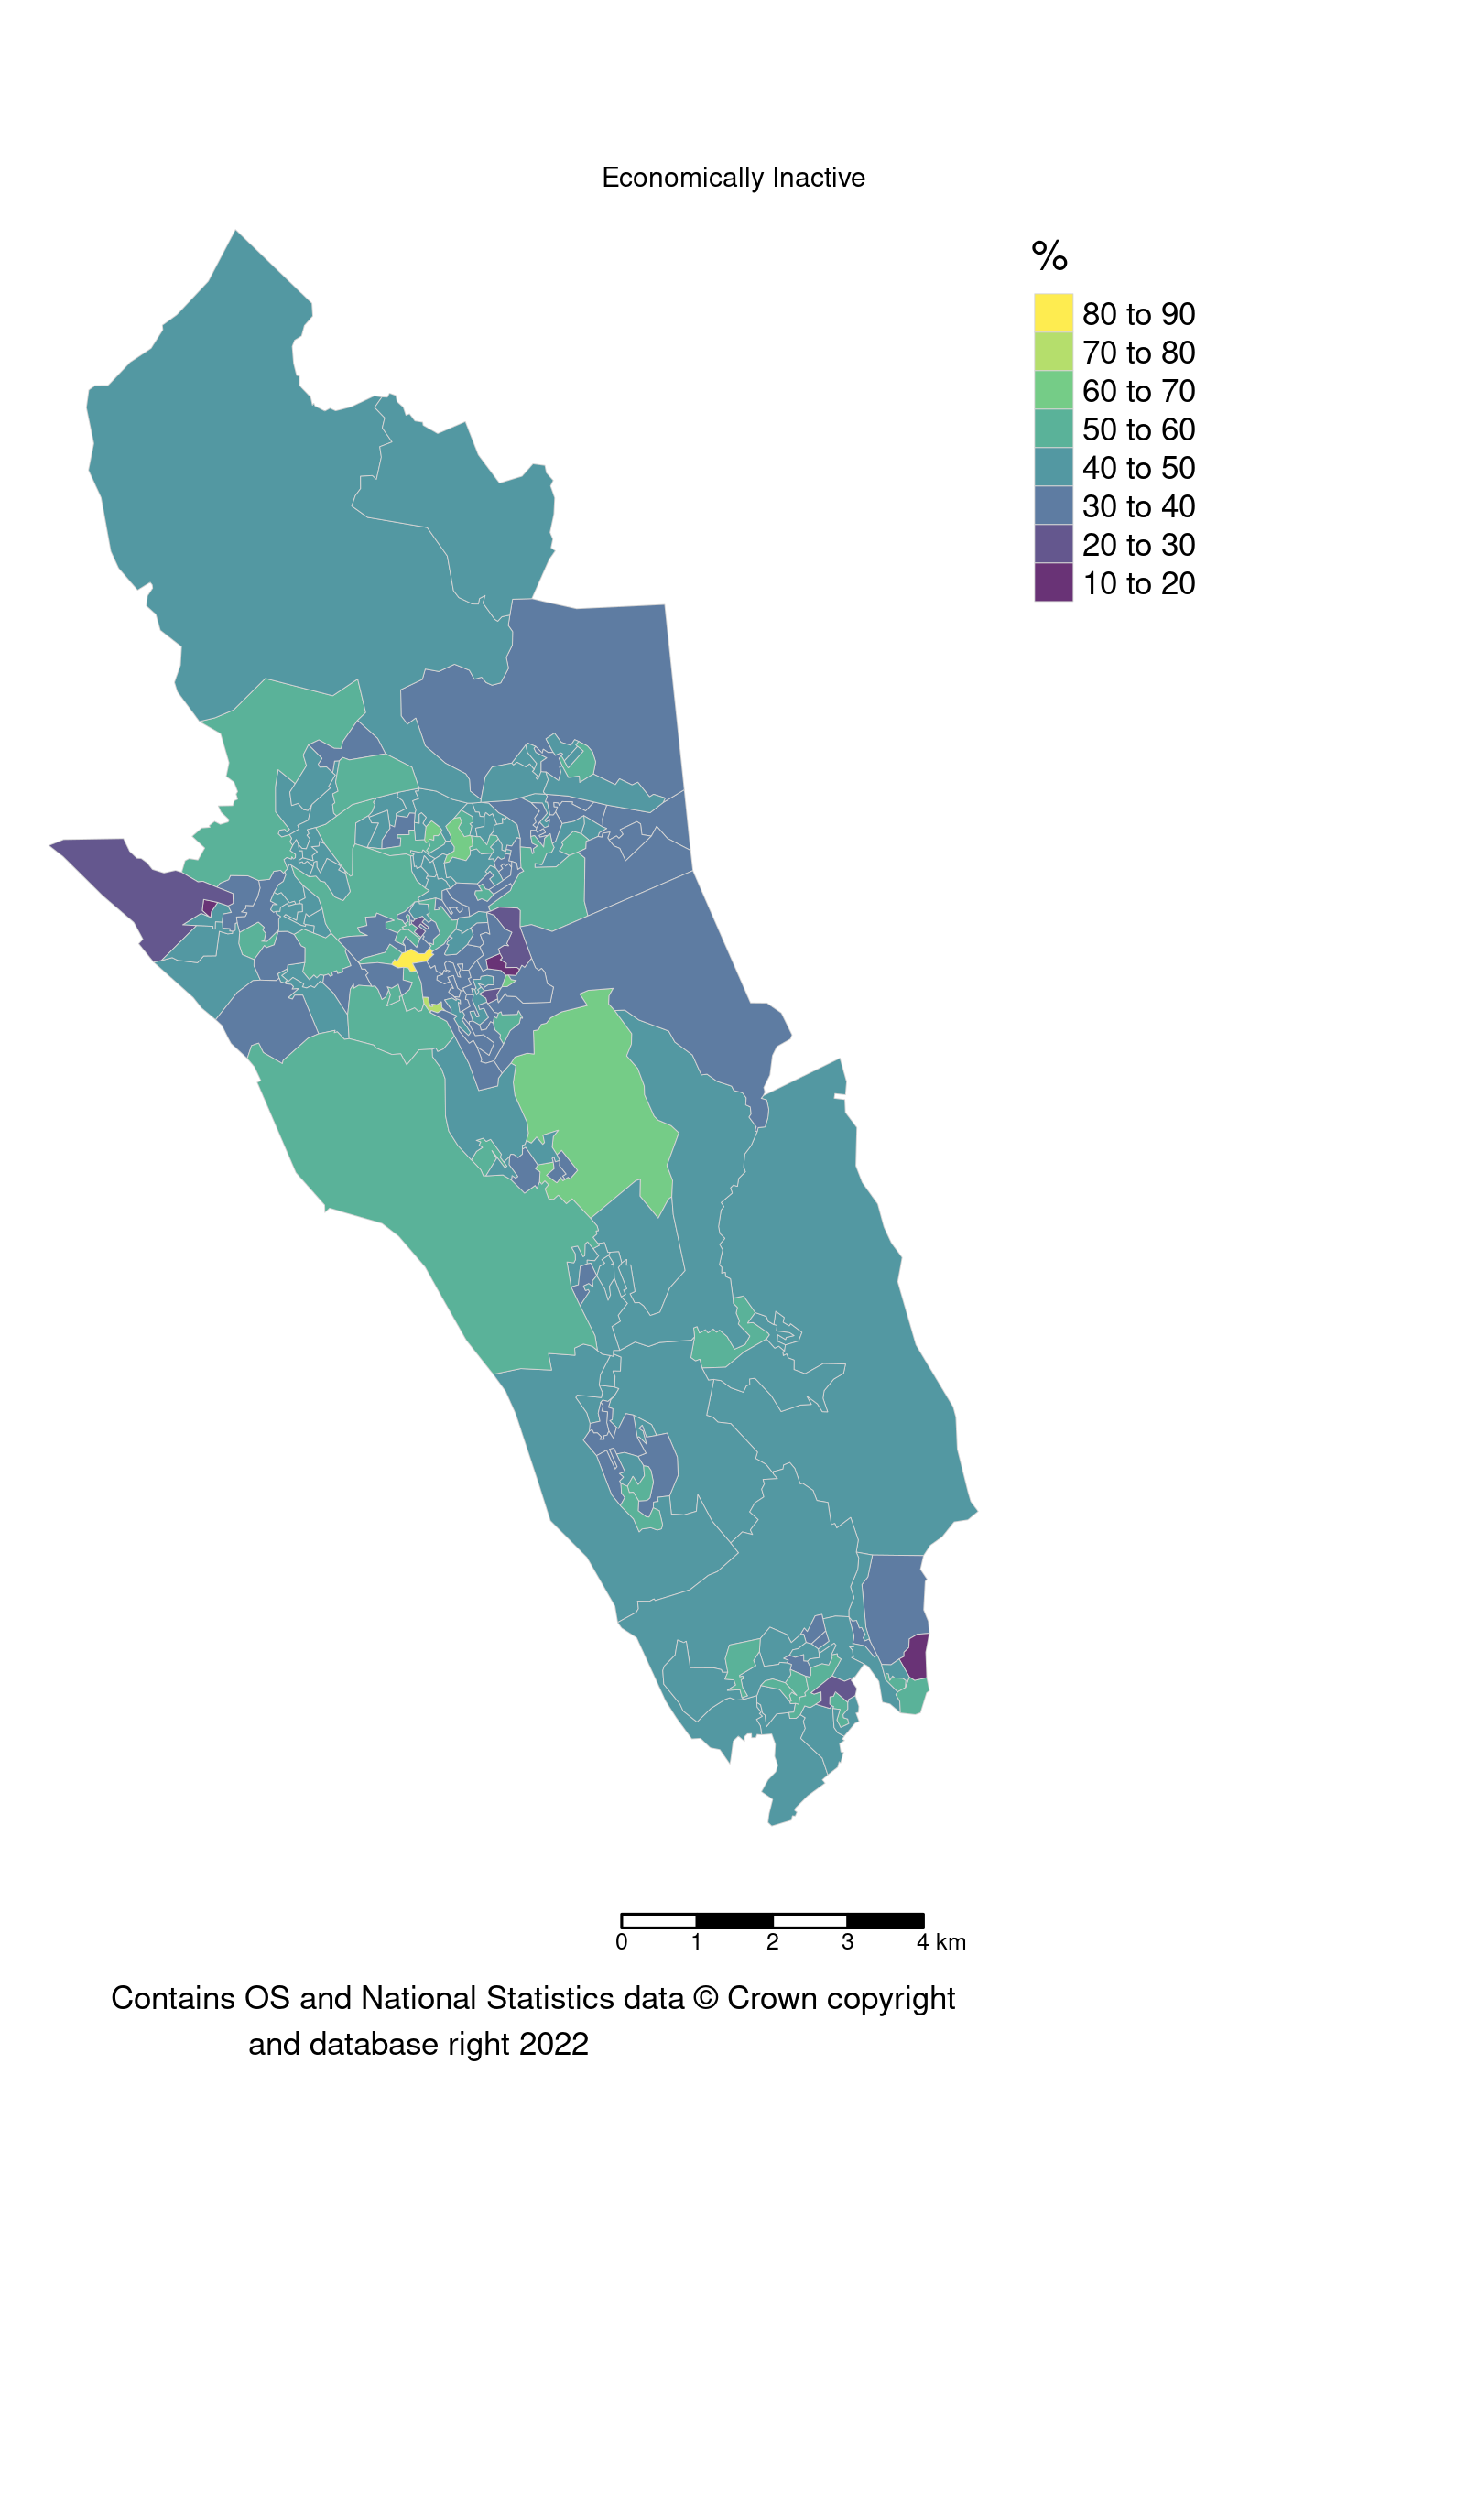 Economically Inactive
%
80 to 90
70 to 80
60 to 70
50 to 60
40 to 50
30 to 40
20 to 30
10 to 20
0 1 2 3 4 km
Contains OS and National Statistics data © Crown copyright
and database right 2022